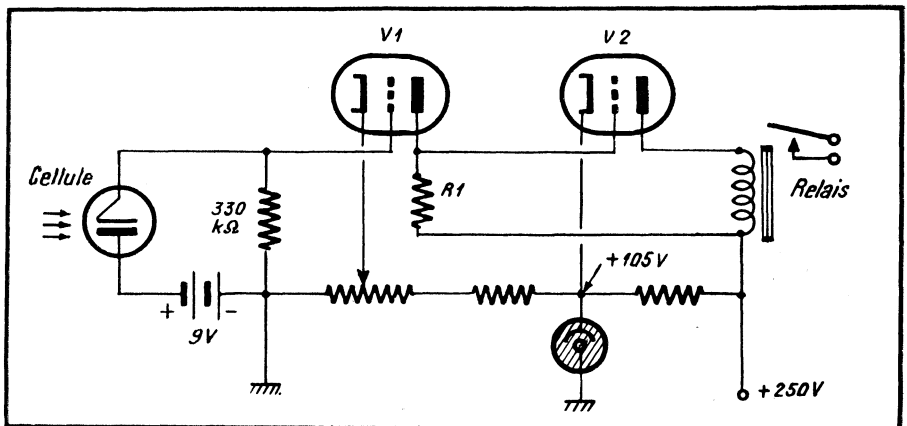 V1
V2
Cellule
330
kΩ
R1
Relais
+105V
+ -
9V
+250V